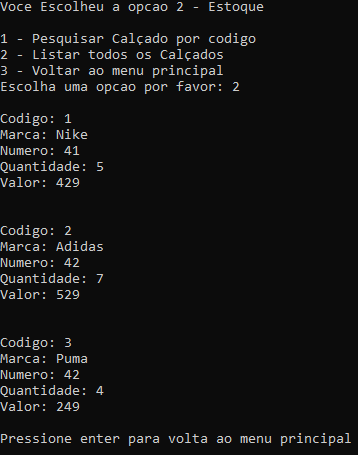 Voce Escolheu a opcao 2 - Estoque
1 - Pesquisar Calçado por codigo
2 - Listar todos os Calçados
3 - Voltar ao menu principal
Escolha uma opcao por favor: 2
Codigo: 1
Marca: Nike
Numero: 41
Quantidade: 5
Valor: 429
Codigo: 2
Marca: Adidas
Numero: 42
Quantidade: 7
Valor: 529
Codigo: 3
Marca: Puma
Numero: 42
Quantidade: 4
Valor: 249
Pressione enter para volta ao menu principal